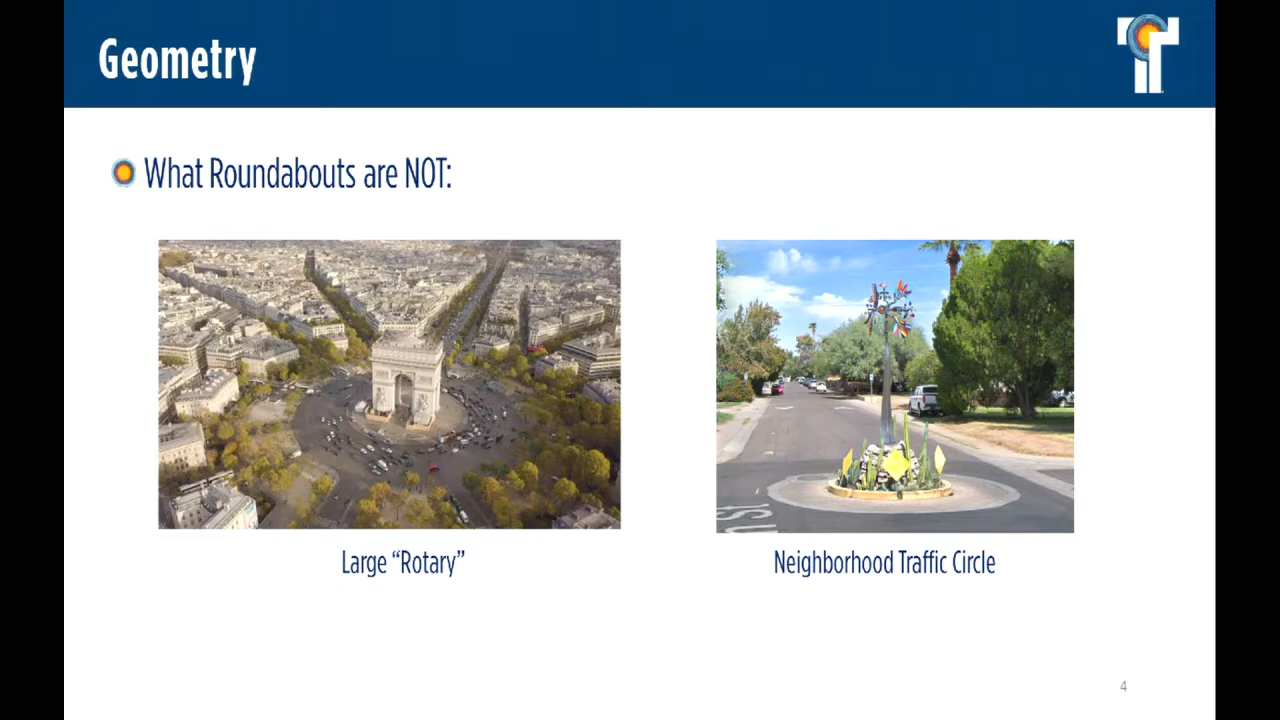 Geometry
What Roundabouts are NOT:
Large “Rotary”
Neighborhood Traffic Circle
4